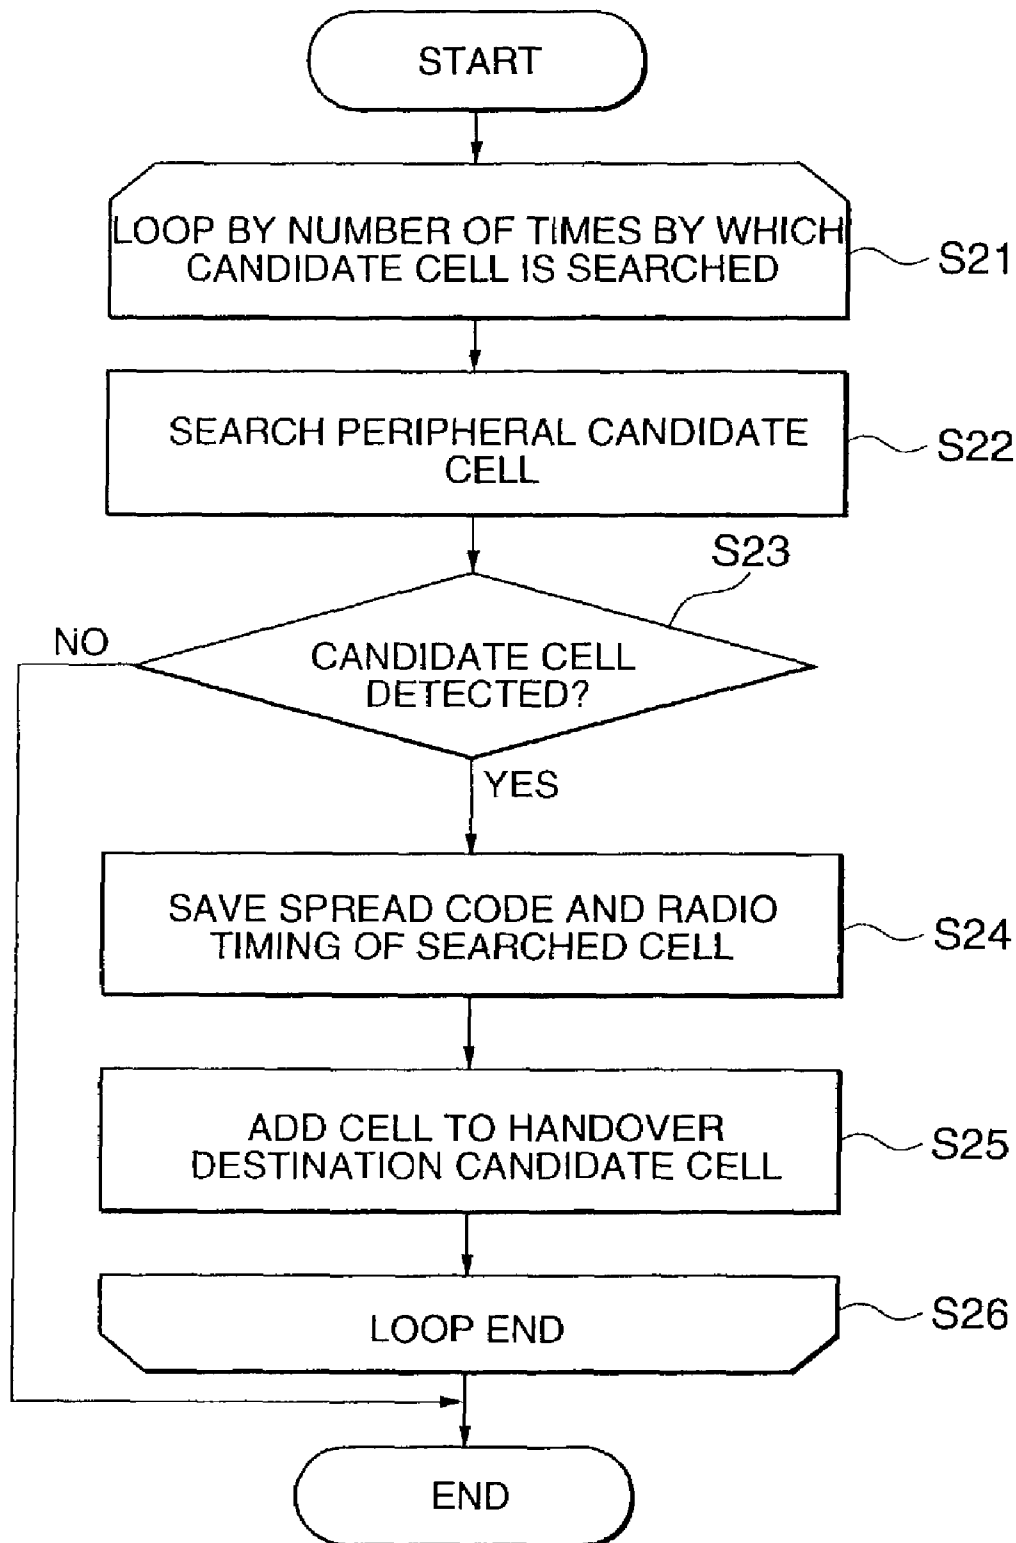 START
LOOP BY NUMBER OF TIMES BY WHICH
CANDIDATE CELL IS SEARCHED
S21
SEARCH PERIPHERAL CANDIDATE
CELL
S22
S23
NO
CANDIDATE CELL
DETECTED?
YES
SAVE SPREAD CODE AND RADIO
TIMING OF SEARCHED CELL
S24
ADD CELL TO HANDOVER
DESTINATION CANDIDATE CELL
S25
LOOP END
S26
END